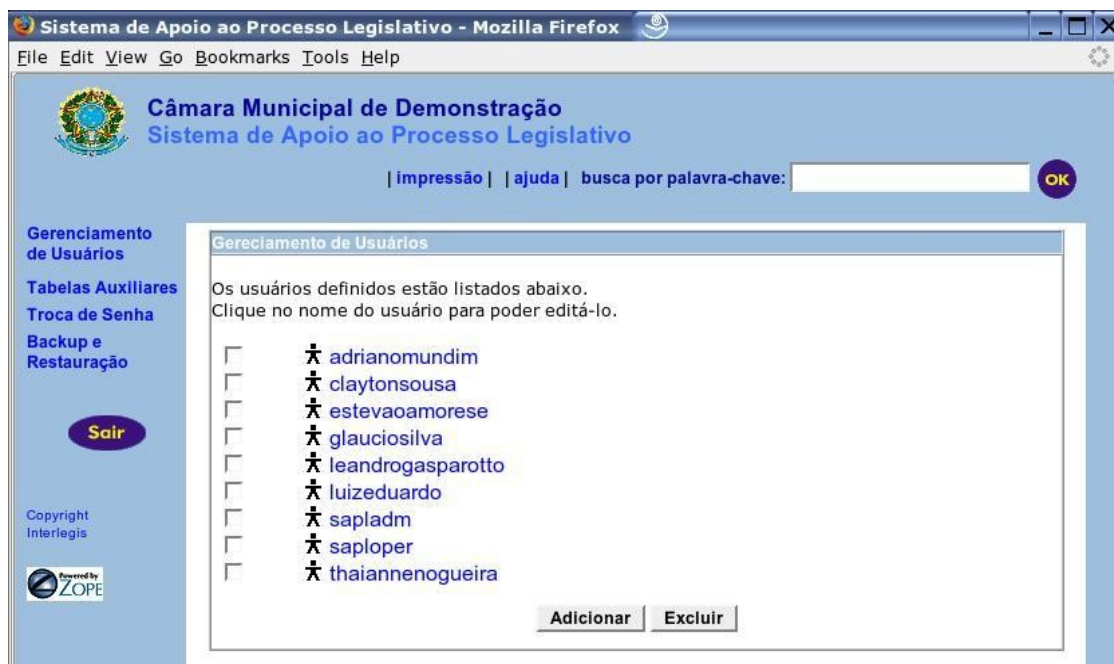 Sistema de Apoio ao Processo Legislativo - Mozilla Firefox
File Edit View Go Bookmarks Tools Help
Câmara Municipal de Demonstração
Sistema de Apoio ao Processo Legislativo
| impressão | | ajuda | busca por palavra-chave: OK
Gerenciamento
de Usuários
Tabelas Auxiliares
Troca de Senha
Backup e
Restauração
Sair
Copyright
Interlegis
Powered by
ZOPE
Gereciamento de Usuários
Os usuários definidos estão listados abaixo.
Clique no nome do usuário para poder editá-lo.
adrianomundim
claytonsousa
estevaoamorese
glauciosilva
leandrogasparotto
luizeduardo
sapladm
saploper
thaiannenogueira
Adicionar Excluir